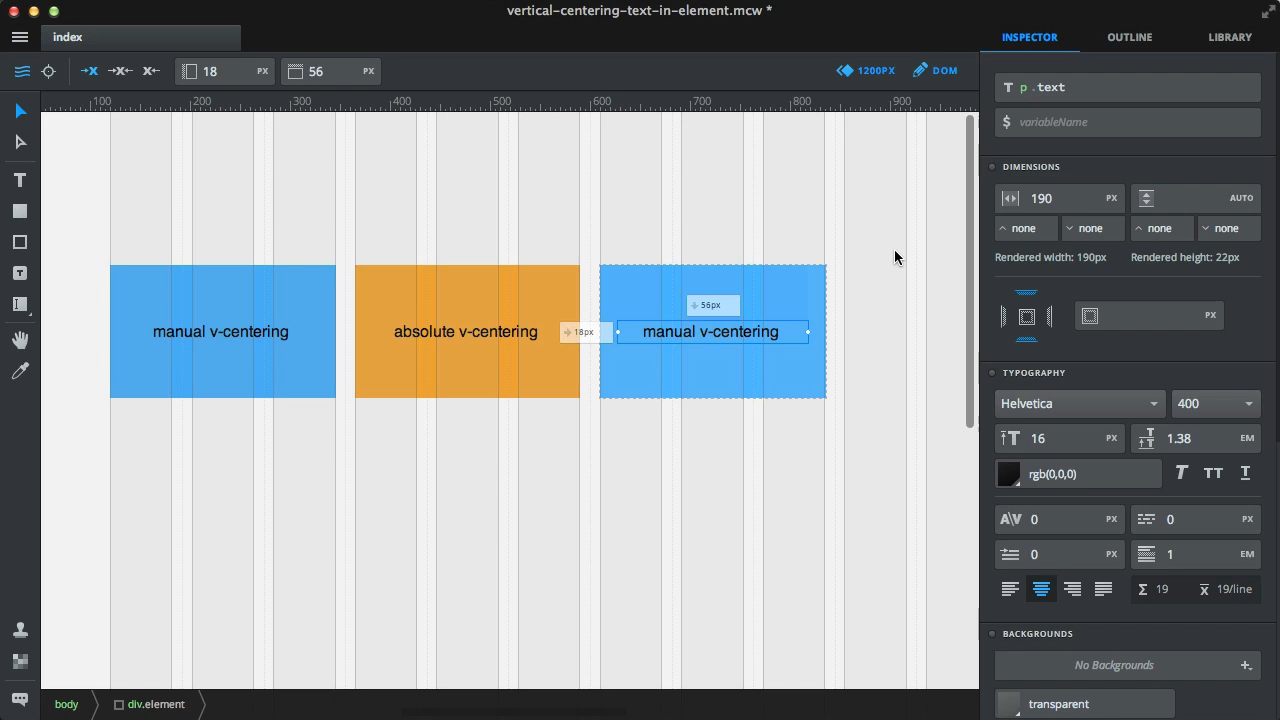 vertical-centering-text-in-element.mcw *
index
INSPECTOR OUTLINE LIBRARY
18 PX 56 PX 1200PX DOM
100 200 300 400 500 600 700 800 900
p .text
$ variableName
DIMENSIONS
190 PX AUTO
none none none none
Rendered width: 190px Rendered height: 22px
PX
56px
manual v-centering absolute v-centering 18px manual v-centering
TYPOGRAPHY
Helvetica 400
16 PX 1.38 EM
rgb(0,0,0) T TT T
A\V 0 PX 0 PX
0 PX 1 EM
Σ 19 x 19/line
BACKGROUNDS
No Backgrounds
transparent
body div.element